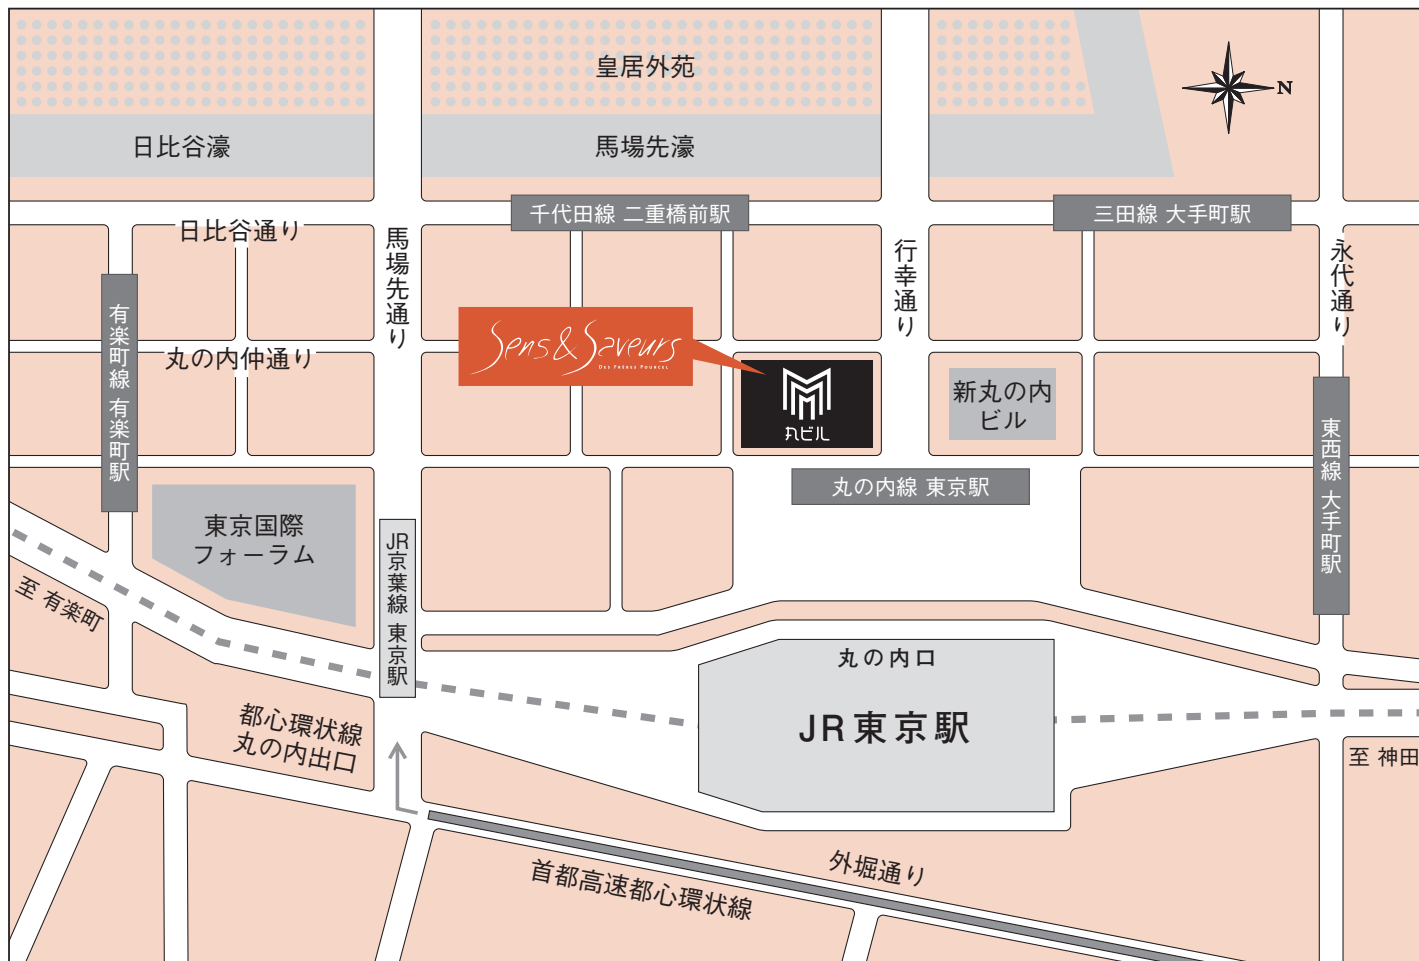 皇居外苑
N
日比谷濠
馬場先濠
千代田線 二重橋前駅
三田線 大手町駅
日比谷通り
馬場先通り
行幸通り
永代通り
有楽町線 有楽町駅
Sens & Saveurs
Des Frères Pourcel
丸の内仲通り
丸ビル
新丸の内
ビル
東西線 大手町駅
丸の内線 東京駅
東京国際
フォーラム
JR京葉線 東京駅
至 有楽町
丸の内口
JR東京駅
都心環状線
丸の内出口
至 神田
外堀通り
首都高速都心環状線